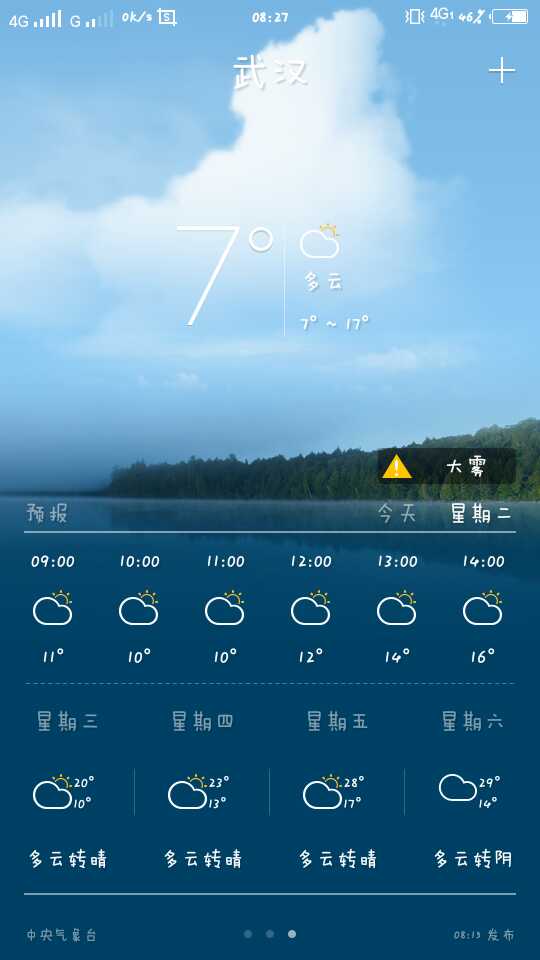 4G G 0k/s 08:27 4G1 46%
武汉
7°
多云
7° ~ 17°
大雾
预报 今天 星期二
09:00 10:00 11:00 12:00 13:00 14:00
11° 10° 10° 12° 14° 16°
星期三 星期四 星期五 星期六
20° 23° 28° 29°
10° 13° 17° 14°
多云转晴 多云转晴 多云转晴 多云转阴
中央气象台 08:15 发布